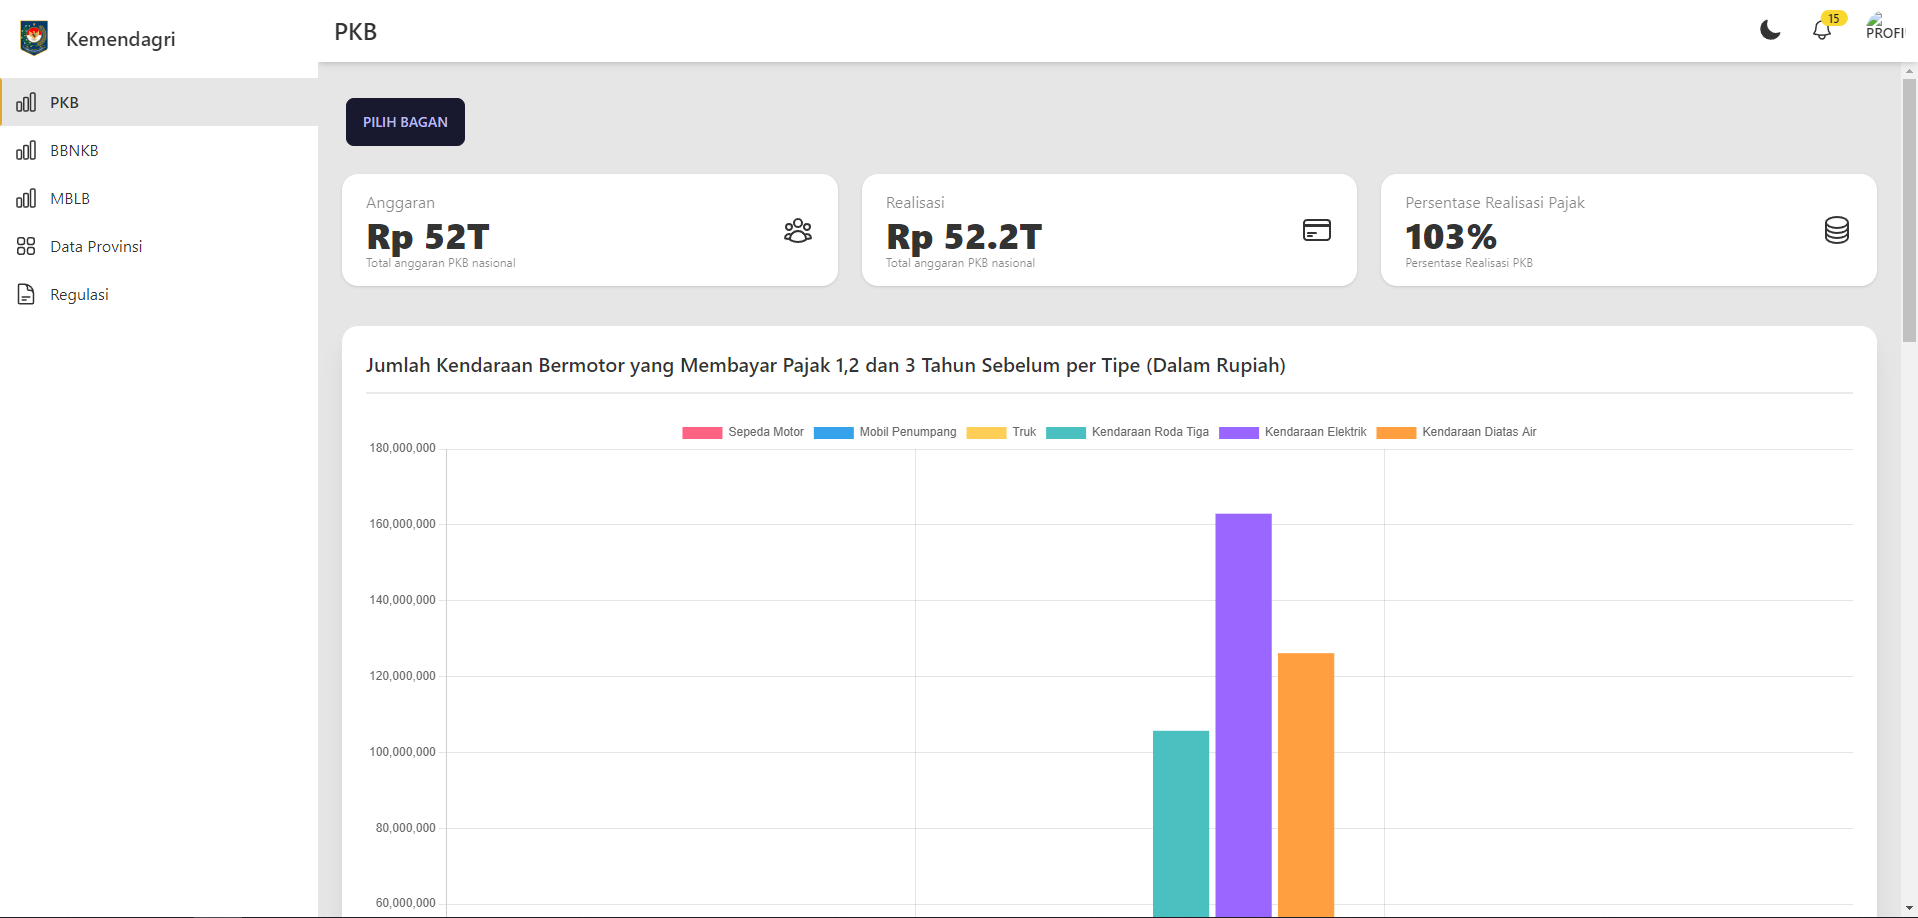 Kemendagri
PKB
15
PROFI
PKB
BBNKB
MBLB
Data Provinsi
Regulasi
PILIH BAGAN
Anggaran
Rp 52T
Total anggaran PKB nasional
Realisasi
Rp 52.2T
Total anggaran PKB nasional
Persentase Realisasi Pajak
103%
Persentase Realisasi PKB
Jumlah Kendaraan Bermotor yang Membayar Pajak 1,2 dan 3 Tahun Sebelum per Tipe (Dalam Rupiah)
Sepeda Motor Mobil Penumpang Truk Kendaraan Roda Tiga Kendaraan Elektrik Kendaraan Diatas Air
180,000,000
160,000,000
140,000,000
120,000,000
100,000,000
80,000,000
60,000,000